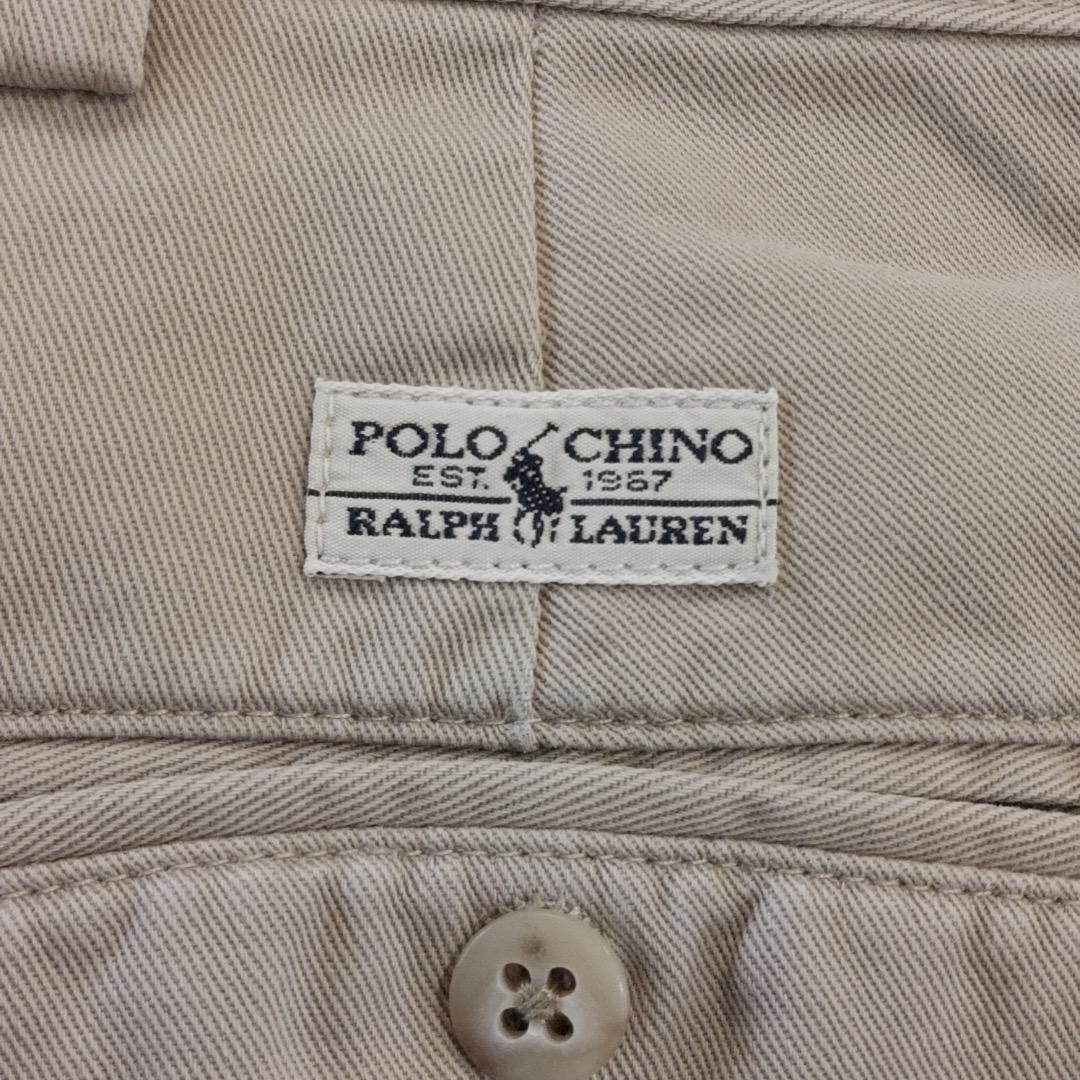 POLO CHINO
EST. 1967
RALPH LAUREN